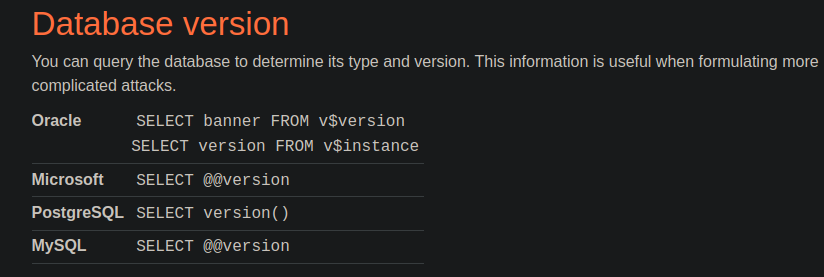 Database version
You can query the database to determine its type and version. This information is useful when formulating more
complicated attacks.
Oracle SELECT banner FROM v$version
SELECT version FROM v$instance
Microsoft SELECT @@version
PostgreSQL SELECT version()
MySQL SELECT @@version